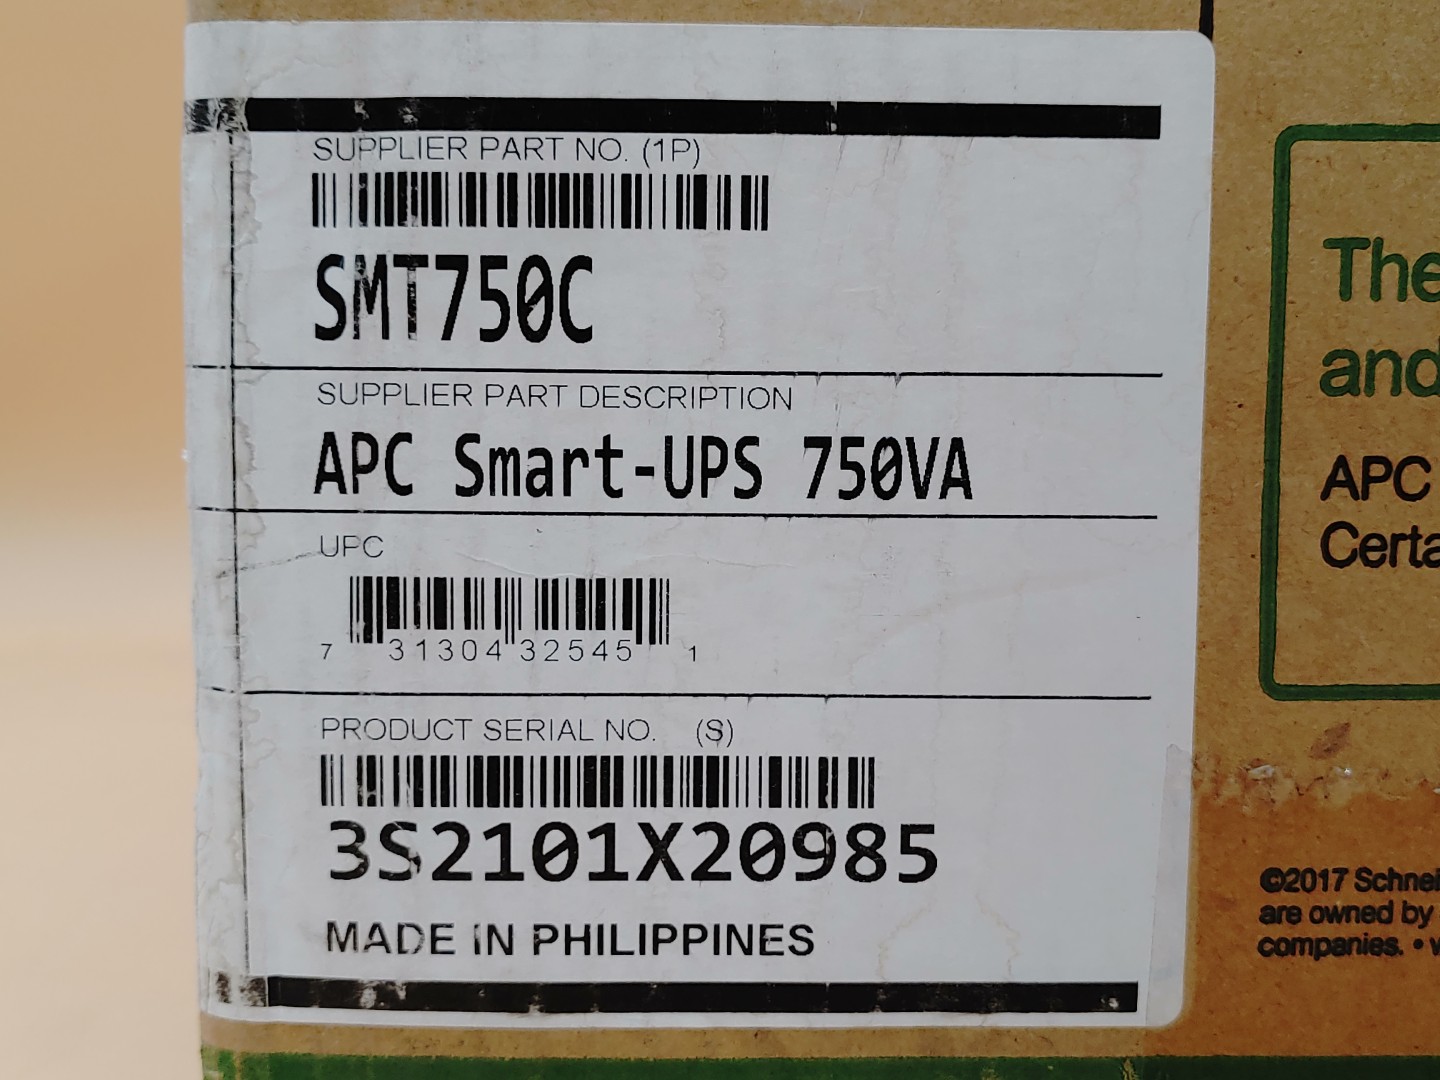 SUPPLIER PART NO. (1P)
SMT750C
SUPPLIER PART DESCRIPTION
APC Smart-UPS 750VA
UPC
7 31304 32545 1
PRODUCT SERIAL NO. (S)
3S2101X20985
MADE IN PHILIPPINES
The
and
APC
Certa
©2017 Schnei
are owned by
companies. •